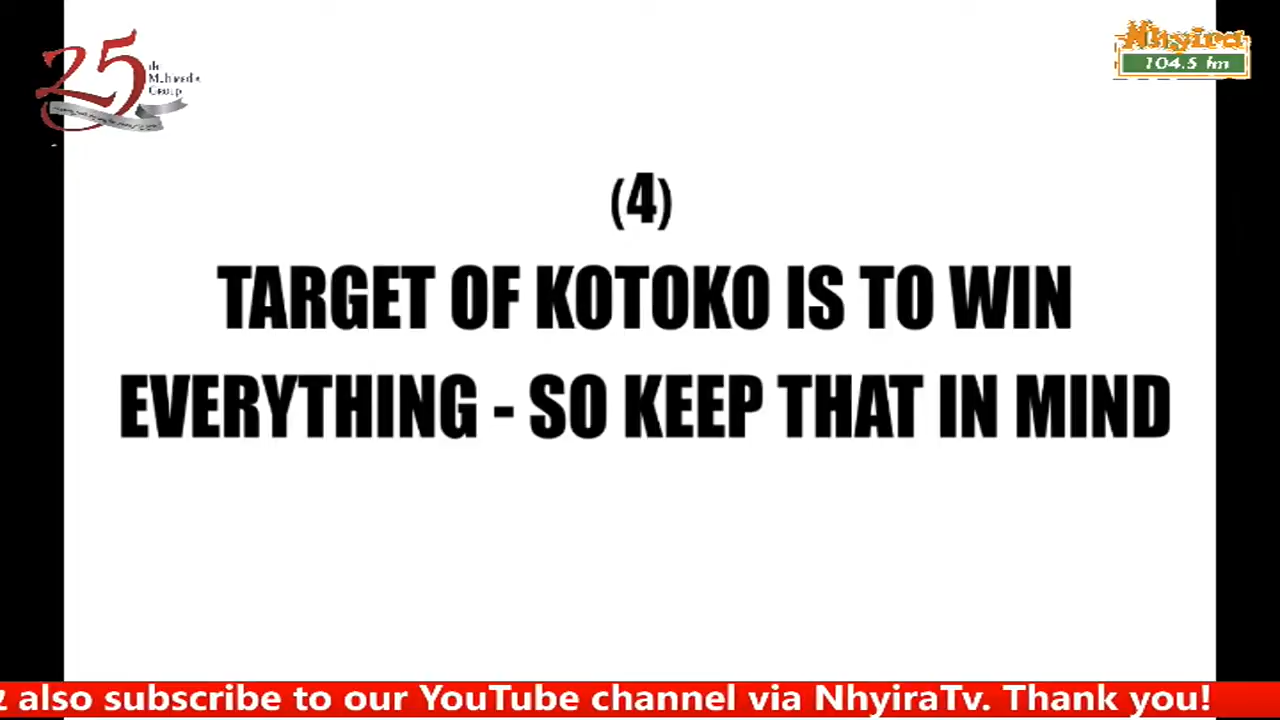 25
Nhyira
104.5 fm
(4)
TARGET OF KOTOKO IS TO WIN
EVERYTHING - SO KEEP THAT IN MIND
also subscribe to our YouTube channel via NhyiraTv. Thank you!